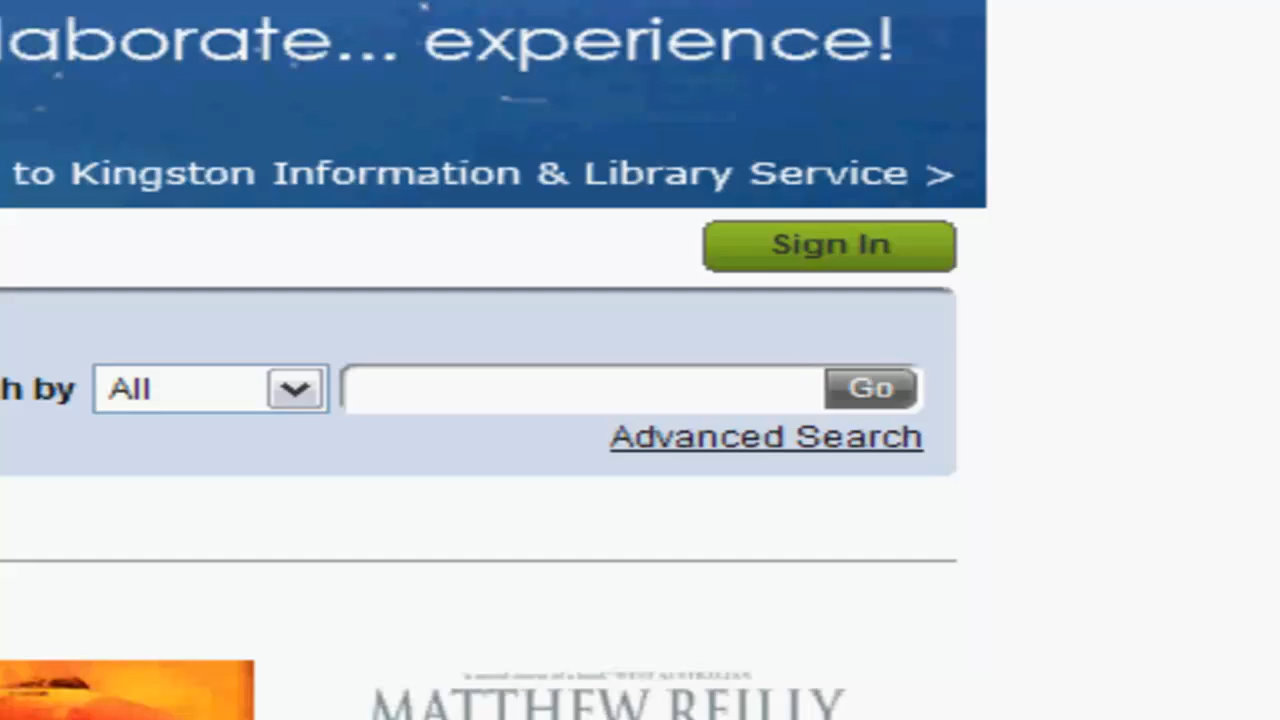 laborate... experience!
to Kingston Information & Library Service >
Sign In
h by All Go
Advanced Search
MATTHEW REILLY